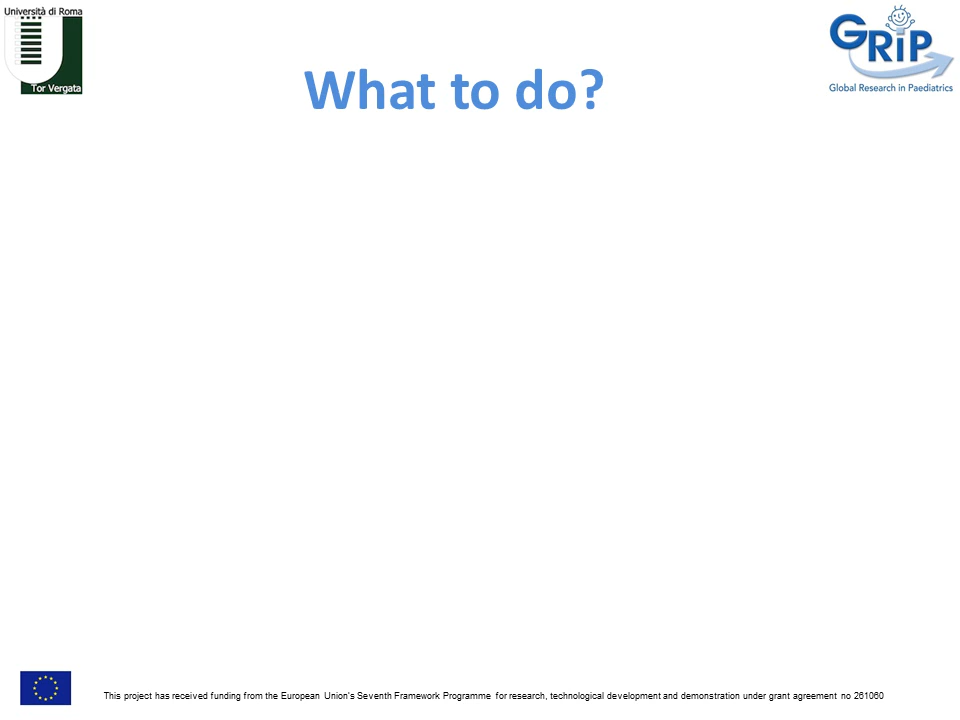 Università di Roma
Tor Vergata
GRiP
Global Research in Paediatrics
What to do?
This project has received funding from the European Union's Seventh Framework Programme for research, technological development and demonstration under grant agreement no 261060